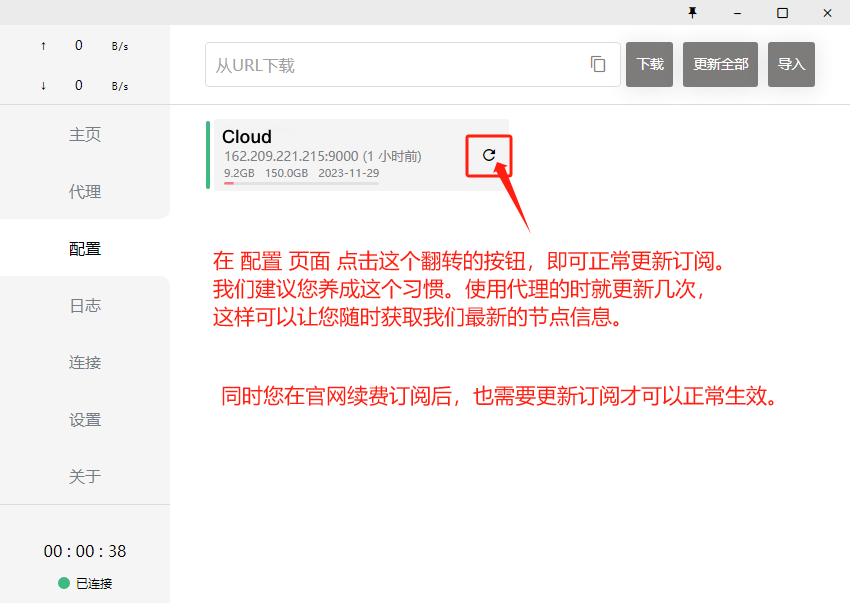 ↑ 0 B/s
↓ 0 B/s
主页
代理
配置
日志
连接
设置
关于
00 : 00 : 38
已连接
从URL下载
下载
更新全部
导入
Cloud
162.209.221.215:9000 (1 小时前)
9.2GB 150.0GB 2023-11-29
在 配置 页面 点击这个翻转的按钮，即可正常更新订阅。
我们建议您养成这个习惯。使用代理的时就更新几次，
这样可以让您随时获取我们最新的节点信息。
同时您在官网续费订阅后，也需要更新订阅才可以正常生效。